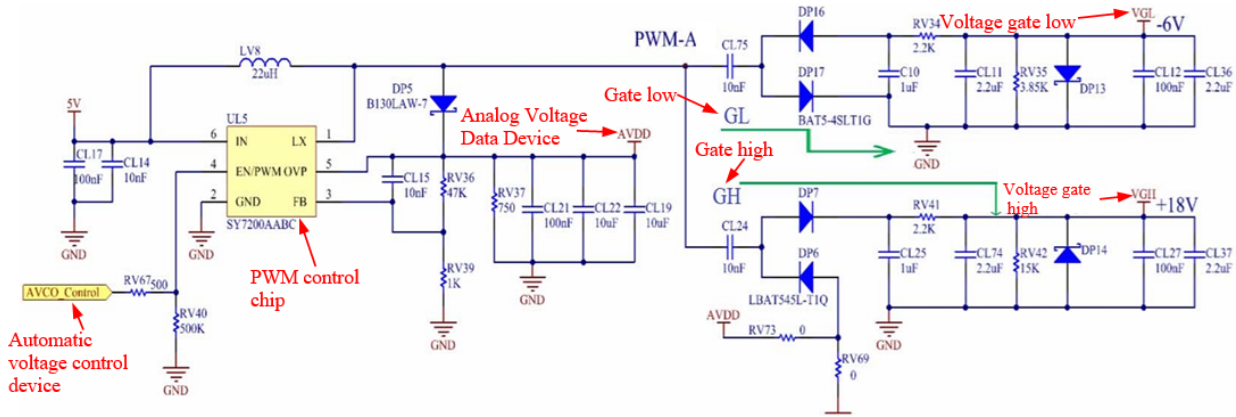 DP16
RV34
2.2K
Voltage gate low
VGL
-6V
LV8
22uH
PWM-A
CL75
10nF
DP17
BAT5-4SLT1G
C10
1uF
CL11
2.2uF
RV35
3.85K
DP13
CL12
100nF
CL36
2.2uF
GND
5V
CL17
100nF
CL14
10nF
GND
UL5
6
IN
LX
1
4
EN/PWM
OVP
5
2
GND
FB
3
SY7200AABC
GND
DP5
B130LAW-7
Analog Voltage
Data Device
AVDD
CL15
10nF
RV36
47K
RV37
750
CL21
100nF
CL22
10uF
CL19
10uF
GND
RV39
1K
GND
PWM control
chip
Gate low
GL
Gate high
GH
CL24
10nF
DP7
DP6
LBAT545L-T1Q
RV41
2.2K
Voltage gate
high
VGH
+18V
CL25
1uF
CL74
2.2uF
RV42
15K
DP14
CL27
100nF
CL37
2.2uF
GND
AVDD
RV73
0
RV69
0
AVCO_Control
RV67
500
RV40
500K
GND
Automatic
voltage control
device